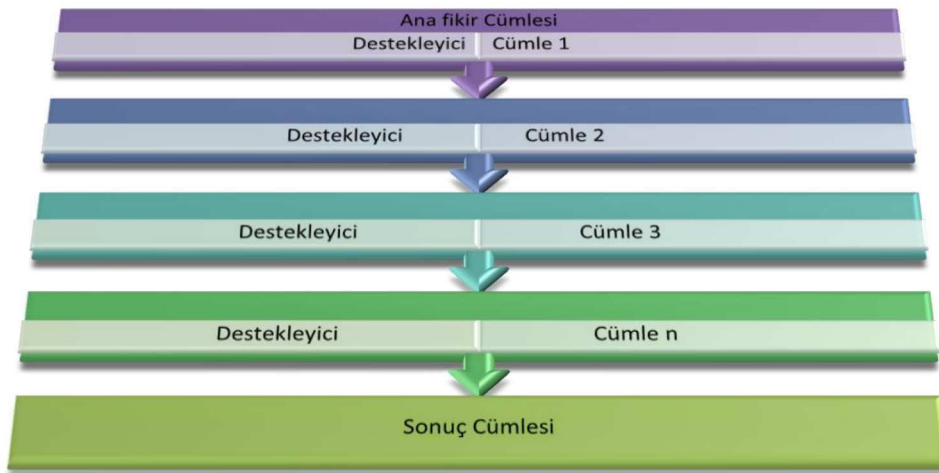 Ana fikir Cümlesi
Destekleyici Cümle 1
Destekleyici Cümle 2
Destekleyici Cümle 3
Destekleyici Cümle n
Sonuç Cümlesi